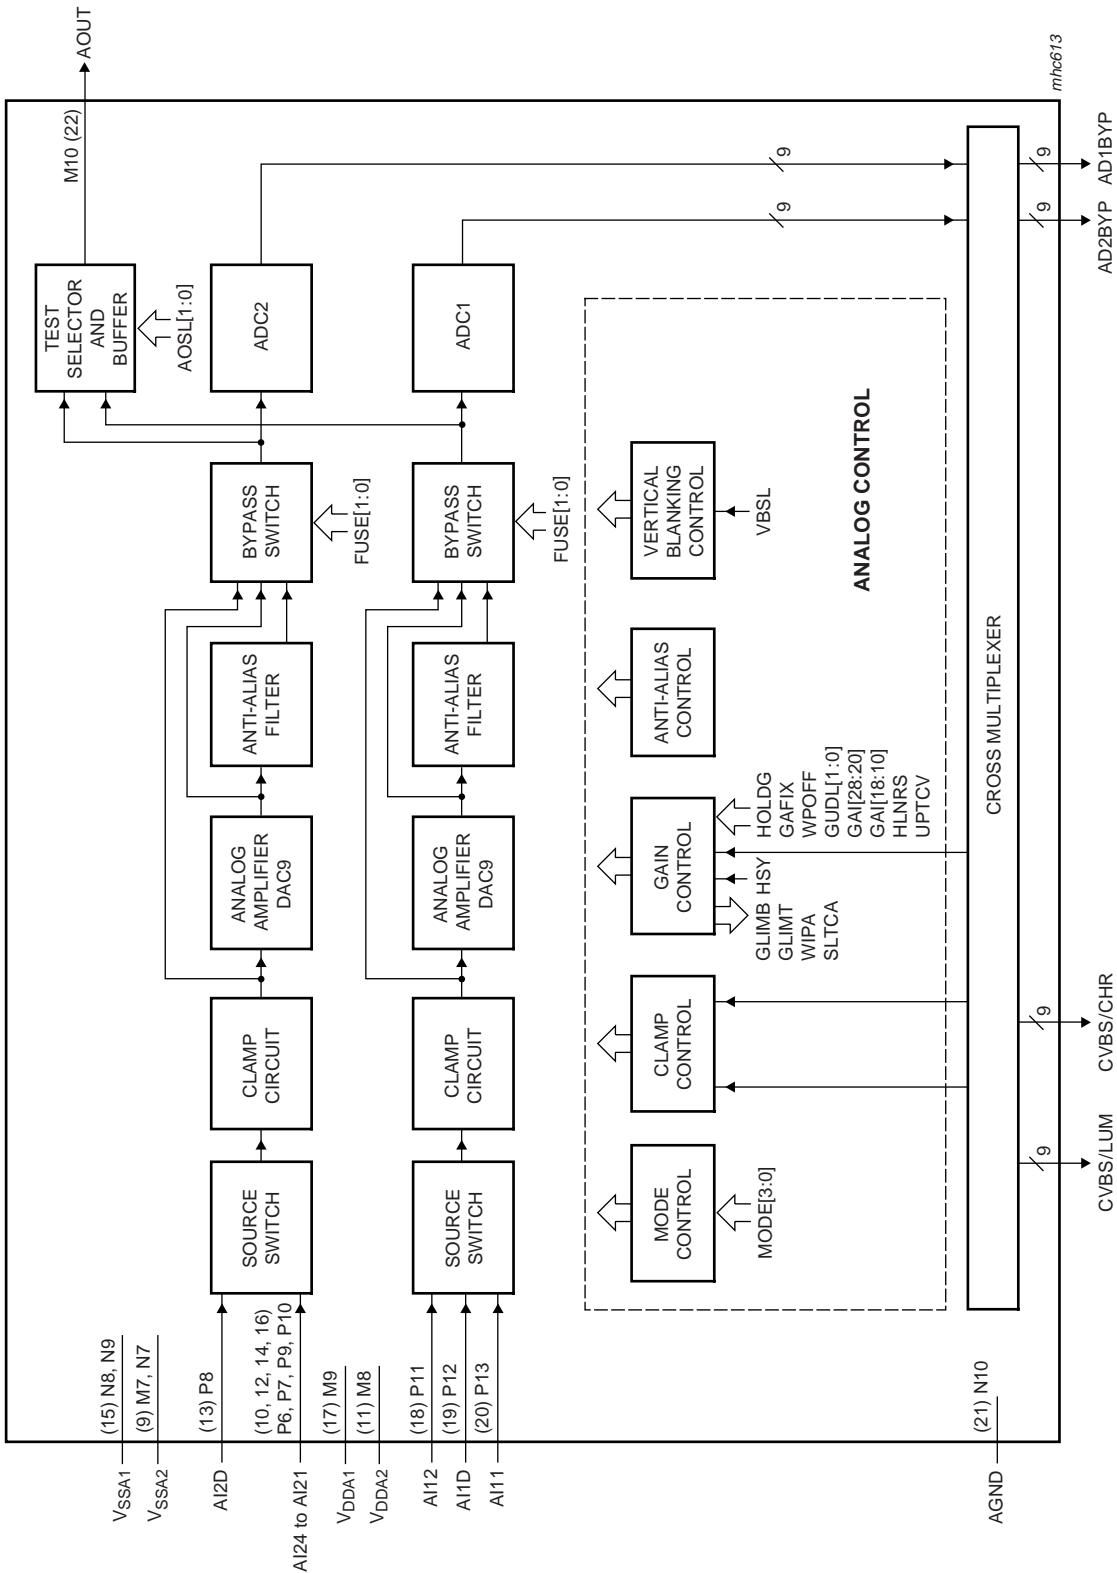 TEST
SELECTOR
AND
BUFFER
AOSL[1:0]
M10 (22)
AOUT
VSSA1
(15) N8, N9
VSSA2
(9) M7, N7
AI2D
(13) P8
AI24 to AI21
(10, 12, 14, 16)
P6, P7, P9, P10
SOURCE
SWITCH
CLAMP
CIRCUIT
ANALOG
AMPLIFIER
DAC9
ANTI-ALIAS
FILTER
BYPASS
SWITCH
FUSE[1:0]
ADC2
VDDA1
(17) M9
VDDA2
(11) M8
AI12
(18) P11
AI1D
(19) P12
AI11
(20) P13
SOURCE
SWITCH
CLAMP
CIRCUIT
ANALOG
AMPLIFIER
DAC9
ANTI-ALIAS
FILTER
BYPASS
SWITCH
FUSE[1:0]
ADC1
9
9
MODE
CONTROL
MODE[3:0]
CLAMP
CONTROL
GAIN
CONTROL
GLIMB
GLIMT
WIPA
SLTCA
HSY
HOLDG
GAFIX
WPOFF
GUDL[1:0]
GAI[28:20]
GAI[18:10]
HLNRS
UPTCV
ANTI-ALIAS
CONTROL
VERTICAL
BLANKING
CONTROL
VBSL
ANALOG CONTROL
AGND
(21) N10
CROSS MULTIPLEXER
9
9
9
9
CVBS/LUM
CVBS/CHR
AD2BYP
AD1BYP
mhc613